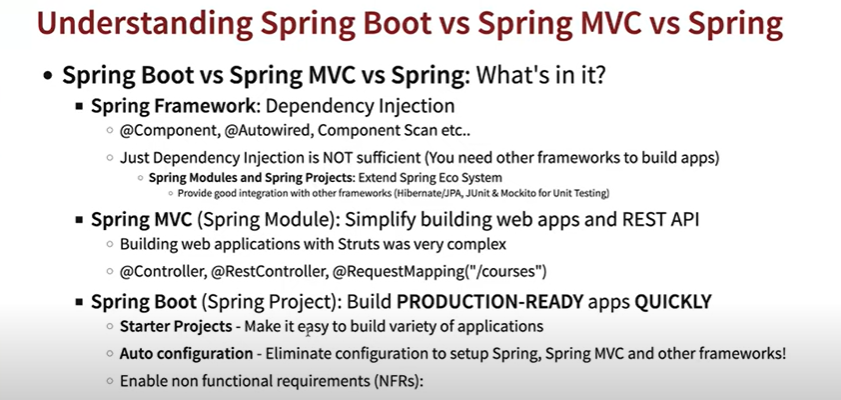 Understanding Spring Boot vs Spring MVC vs Spring
• Spring Boot vs Spring MVC vs Spring: What's in it?
▪ Spring Framework: Dependency Injection
○ @Component, @Autowired, Component Scan etc..
○ Just Dependency Injection is NOT sufficient (You need other frameworks to build apps)
○ Spring Modules and Spring Projects: Extend Spring Eco System
○ Provide good integration with other frameworks (Hibernate/JPA, JUnit & Mockito for Unit Testing)
▪ Spring MVC (Spring Module): Simplify building web apps and REST API
○ Building web applications with Struts was very complex
○ @Controller, @RestController, @RequestMapping("/courses")
▪ Spring Boot (Spring Project): Build PRODUCTION-READY apps QUICKLY
○ Starter Projects - Make it easy to build variety of applications
○ Auto configuration - Eliminate configuration to setup Spring, Spring MVC and other frameworks!
○ Enable non functional requirements (NFRs):